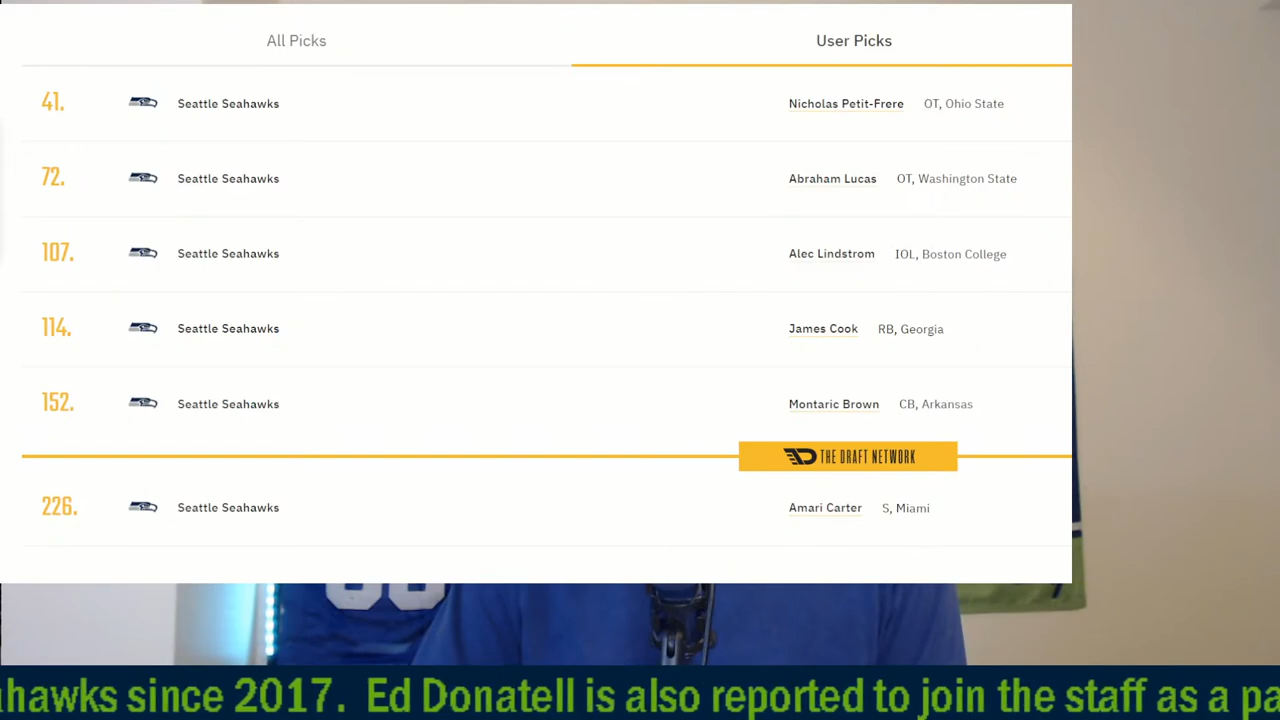 All Picks User Picks
41. Seattle Seahawks Nicholas Petit-Frere OT, Ohio State
72. Seattle Seahawks Abraham Lucas OT, Washington State
107. Seattle Seahawks Alec Lindstrom IOL, Boston College
114. Seattle Seahawks James Cook RB, Georgia
152. Seattle Seahawks Montaric Brown CB, Arkansas
THE DRAFT NETWORK
226. Seattle Seahawks Amari Carter S, Miami
ahawks since 2017. Ed Donatell is also reported to join the staff as a pa